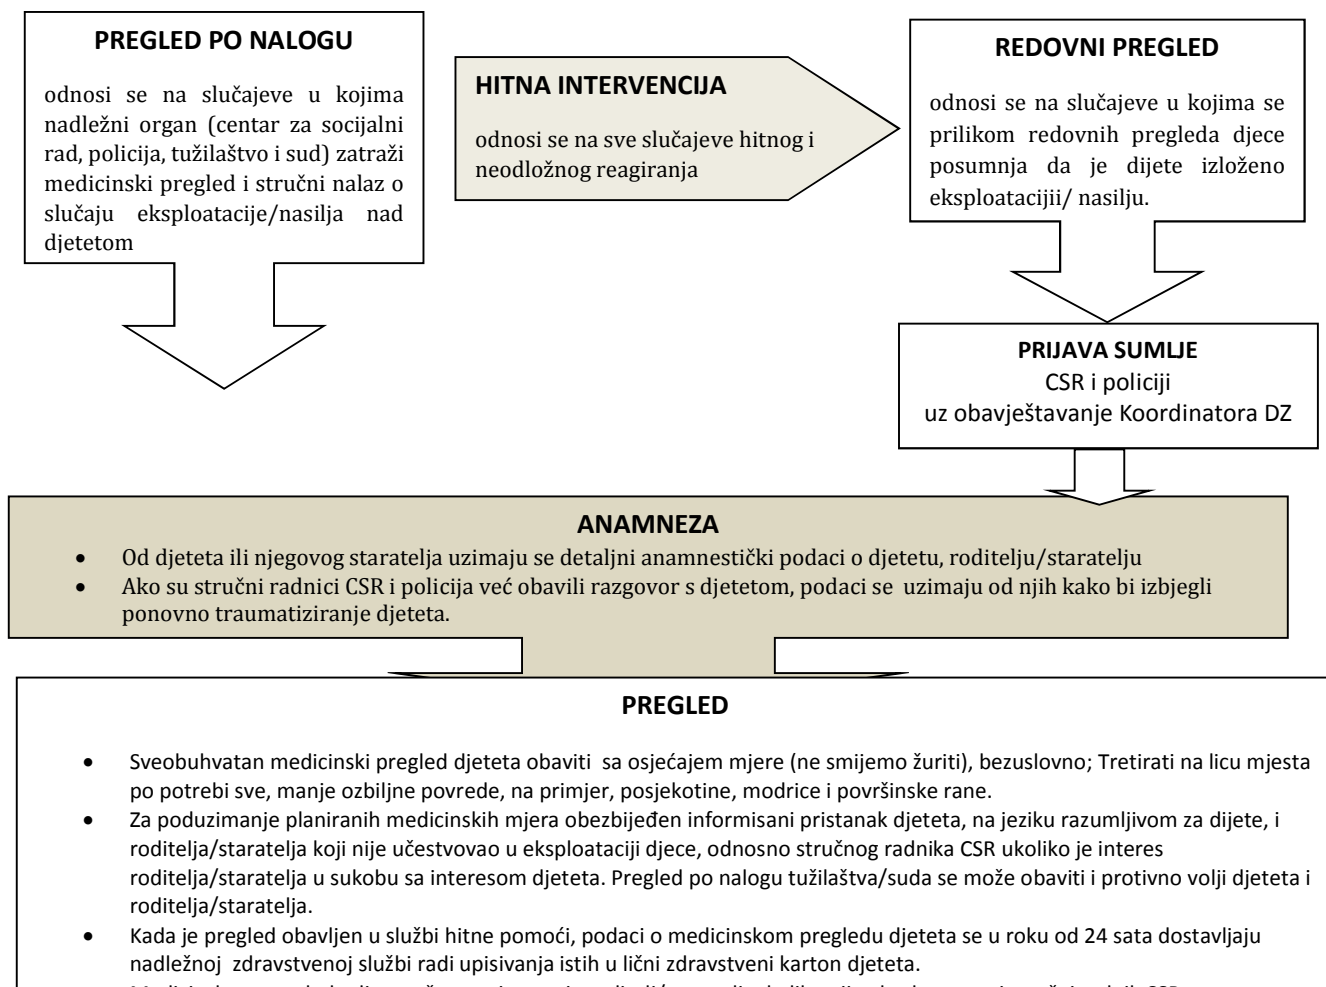 PREGLED PO NALOGU
odnosi se na slučajeve u kojima
nadležni organ (centar za socijalni
rad, policija, tužilaštvo i sud) zatraži
medicinski pregled i stručni nalaz o
slučaju eksploatacije/nasilja nad
djetetom
HITNA INTERVENCIJA
odnosi se na sve slučajeve hitnog i
neodložnog reagiranja
REDOVNI PREGLED
odnosi se na slučajeve u kojima se
prilikom redovnih pregleda djece
posumnja da je dijete izloženo
eksploatacijii/ nasilju.
PRIJAVA SUMLJE
CSR i policiji
uz obavještavanje Koordinatora DZ
ANAMNEZA
• Od djeteta ili njegovog staratelja uzimaju se detaljni anamnestički podaci o djetetu, roditelju/staratelju
• Ako su stručni radnici CSR i policija već obavili razgovor s djetetom, podaci se uzimaju od njih kako bi izbjegli
ponovno traumatiziranje djeteta.
PREGLED
• Sveobuhvatan medicinski pregled djeteta obaviti sa osjećajem mjere (ne smijemo žuriti), bezuslovno; Tretirati na licu mjesta
po potrebi sve, manje ozbiljne povrede, na primjer, posjekotine, modrice i površinske rane.
• Za poduzimanje planiranih medicinskih mjera obezbijeđen informisani pristanak djeteta, na jeziku razumljivom za dijete, i
roditelja/staratelja koji nije učestvovao u eksploataciji djece, odnosno stručnog radnika CSR ukoliko je interes
roditelja/staratelja u sukobu sa interesom djeteta. Pregled po nalogu tužilaštva/suda se može obaviti i protivno volji djeteta i
roditelja/staratelja.
• Kada je pregled obavljen u službi hitne pomoći, podaci o medicinskom pregledu djeteta se u roku od 24 sata dostavljaju
nadležnoj zdravstvenoj službi radi upisivanja istih u lični zdravstveni karton djeteta.